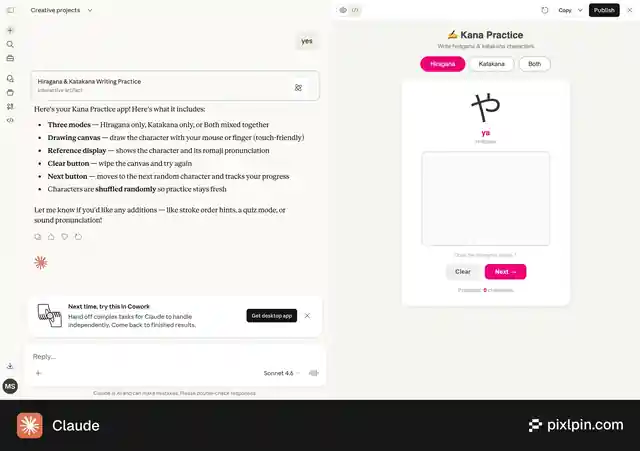 Creative projects
Copy
Publish
yes
Hiragana & Katakana Writing Practice
Interactive artifact
Here's your Kana Practice app! Here's what it includes:
• Three modes — Hiragana only, Katakana only, or Both mixed together
• Drawing canvas — draw the character with your mouse or finger (touch-friendly)
• Reference display — shows the character and its romaji pronunciation
• Clear button — wipe the canvas and try again
• Next button — moves to the next random character and tracks your progress
• Characters are shuffled randomly so practice stays fresh
Let me know if you'd like any additions — like stroke order hints, a quiz mode, or
sound pronunciation!
Next time, try this in Cowork
Hand off complex tasks for Claude to handle
independently. Come back to finished results.
Get desktop app
Reply...
Sonnet 4.6
MS
Claude is AI and can make mistakes. Please double-check responses.
✍️ Kana Practice
Write hiragana & katakana characters
Hiragana
Katakana
Both
や
ya
Clear
Next →
Claude
pixlpin.com